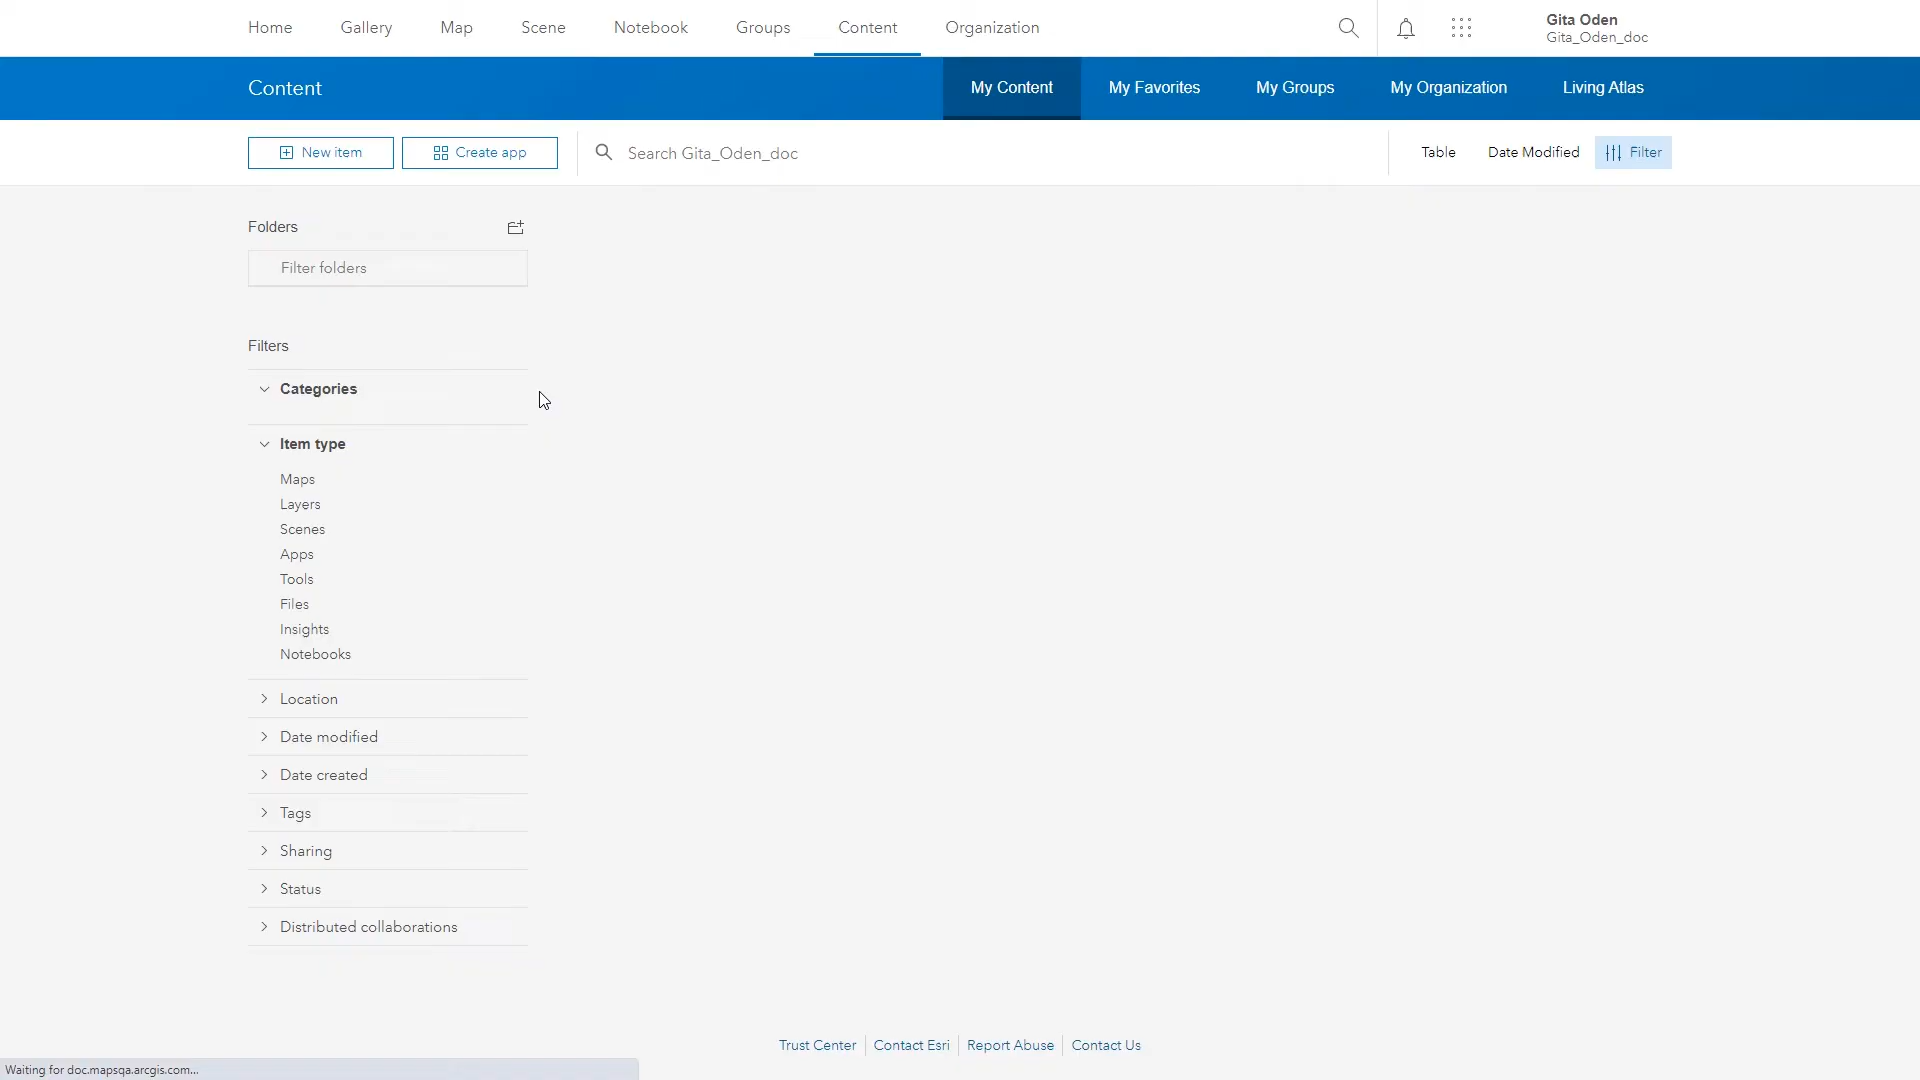 Home Gallery Map Scene Notebook Groups Content Organization
Gita Oden
Gita_Oden_doc
Content My Content My Favorites My Groups My Organization Living Atlas
New item Create app Search Gita_Oden_doc Table Date Modified Filter
Folders
Filter folders
Filters
Categories
Item type
Maps
Layers
Scenes
Apps
Tools
Files
Insights
Notebooks
Location
Date modified
Date created
Tags
Sharing
Status
Distributed collaborations
Trust Center Contact Esri Report Abuse Contact Us
Waiting for doc.mapsqa.arcgis.com...